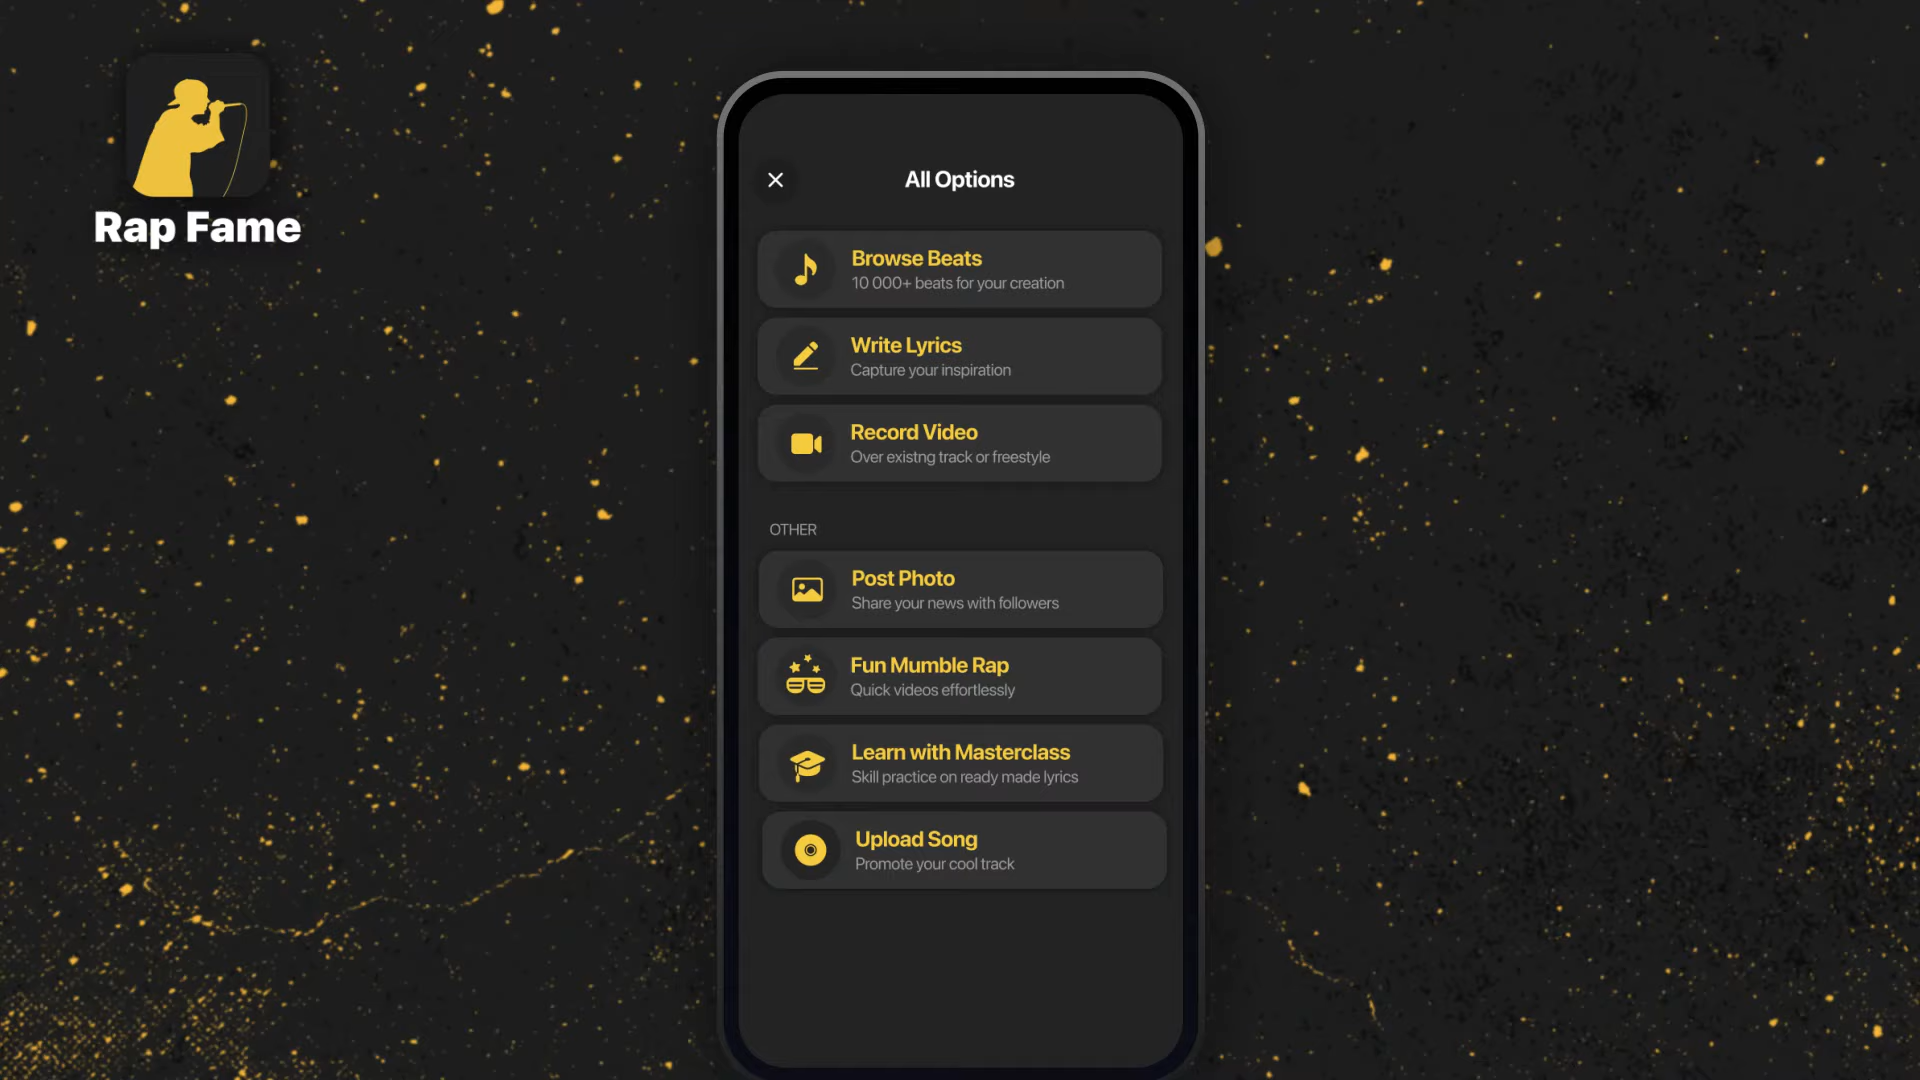 Rap Fame
All Options
Browse Beats
10 000+ beats for your creation
Write Lyrics
Capture your inspiration
Record Video
Over existng track or freestyle
OTHER
Post Photo
Share your news with followers
Fun Mumble Rap
Quick videos effortlessly
Learn with Masterclass
Skill practice on ready made lyrics
Upload Song
Promote your cool track